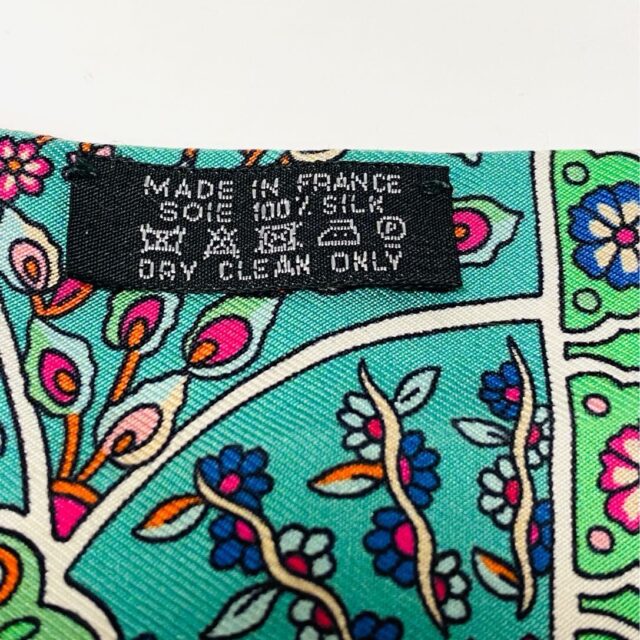 MADE IN FRANCE
SOIE 100% SILK
P
DRY CLEAN ONLY